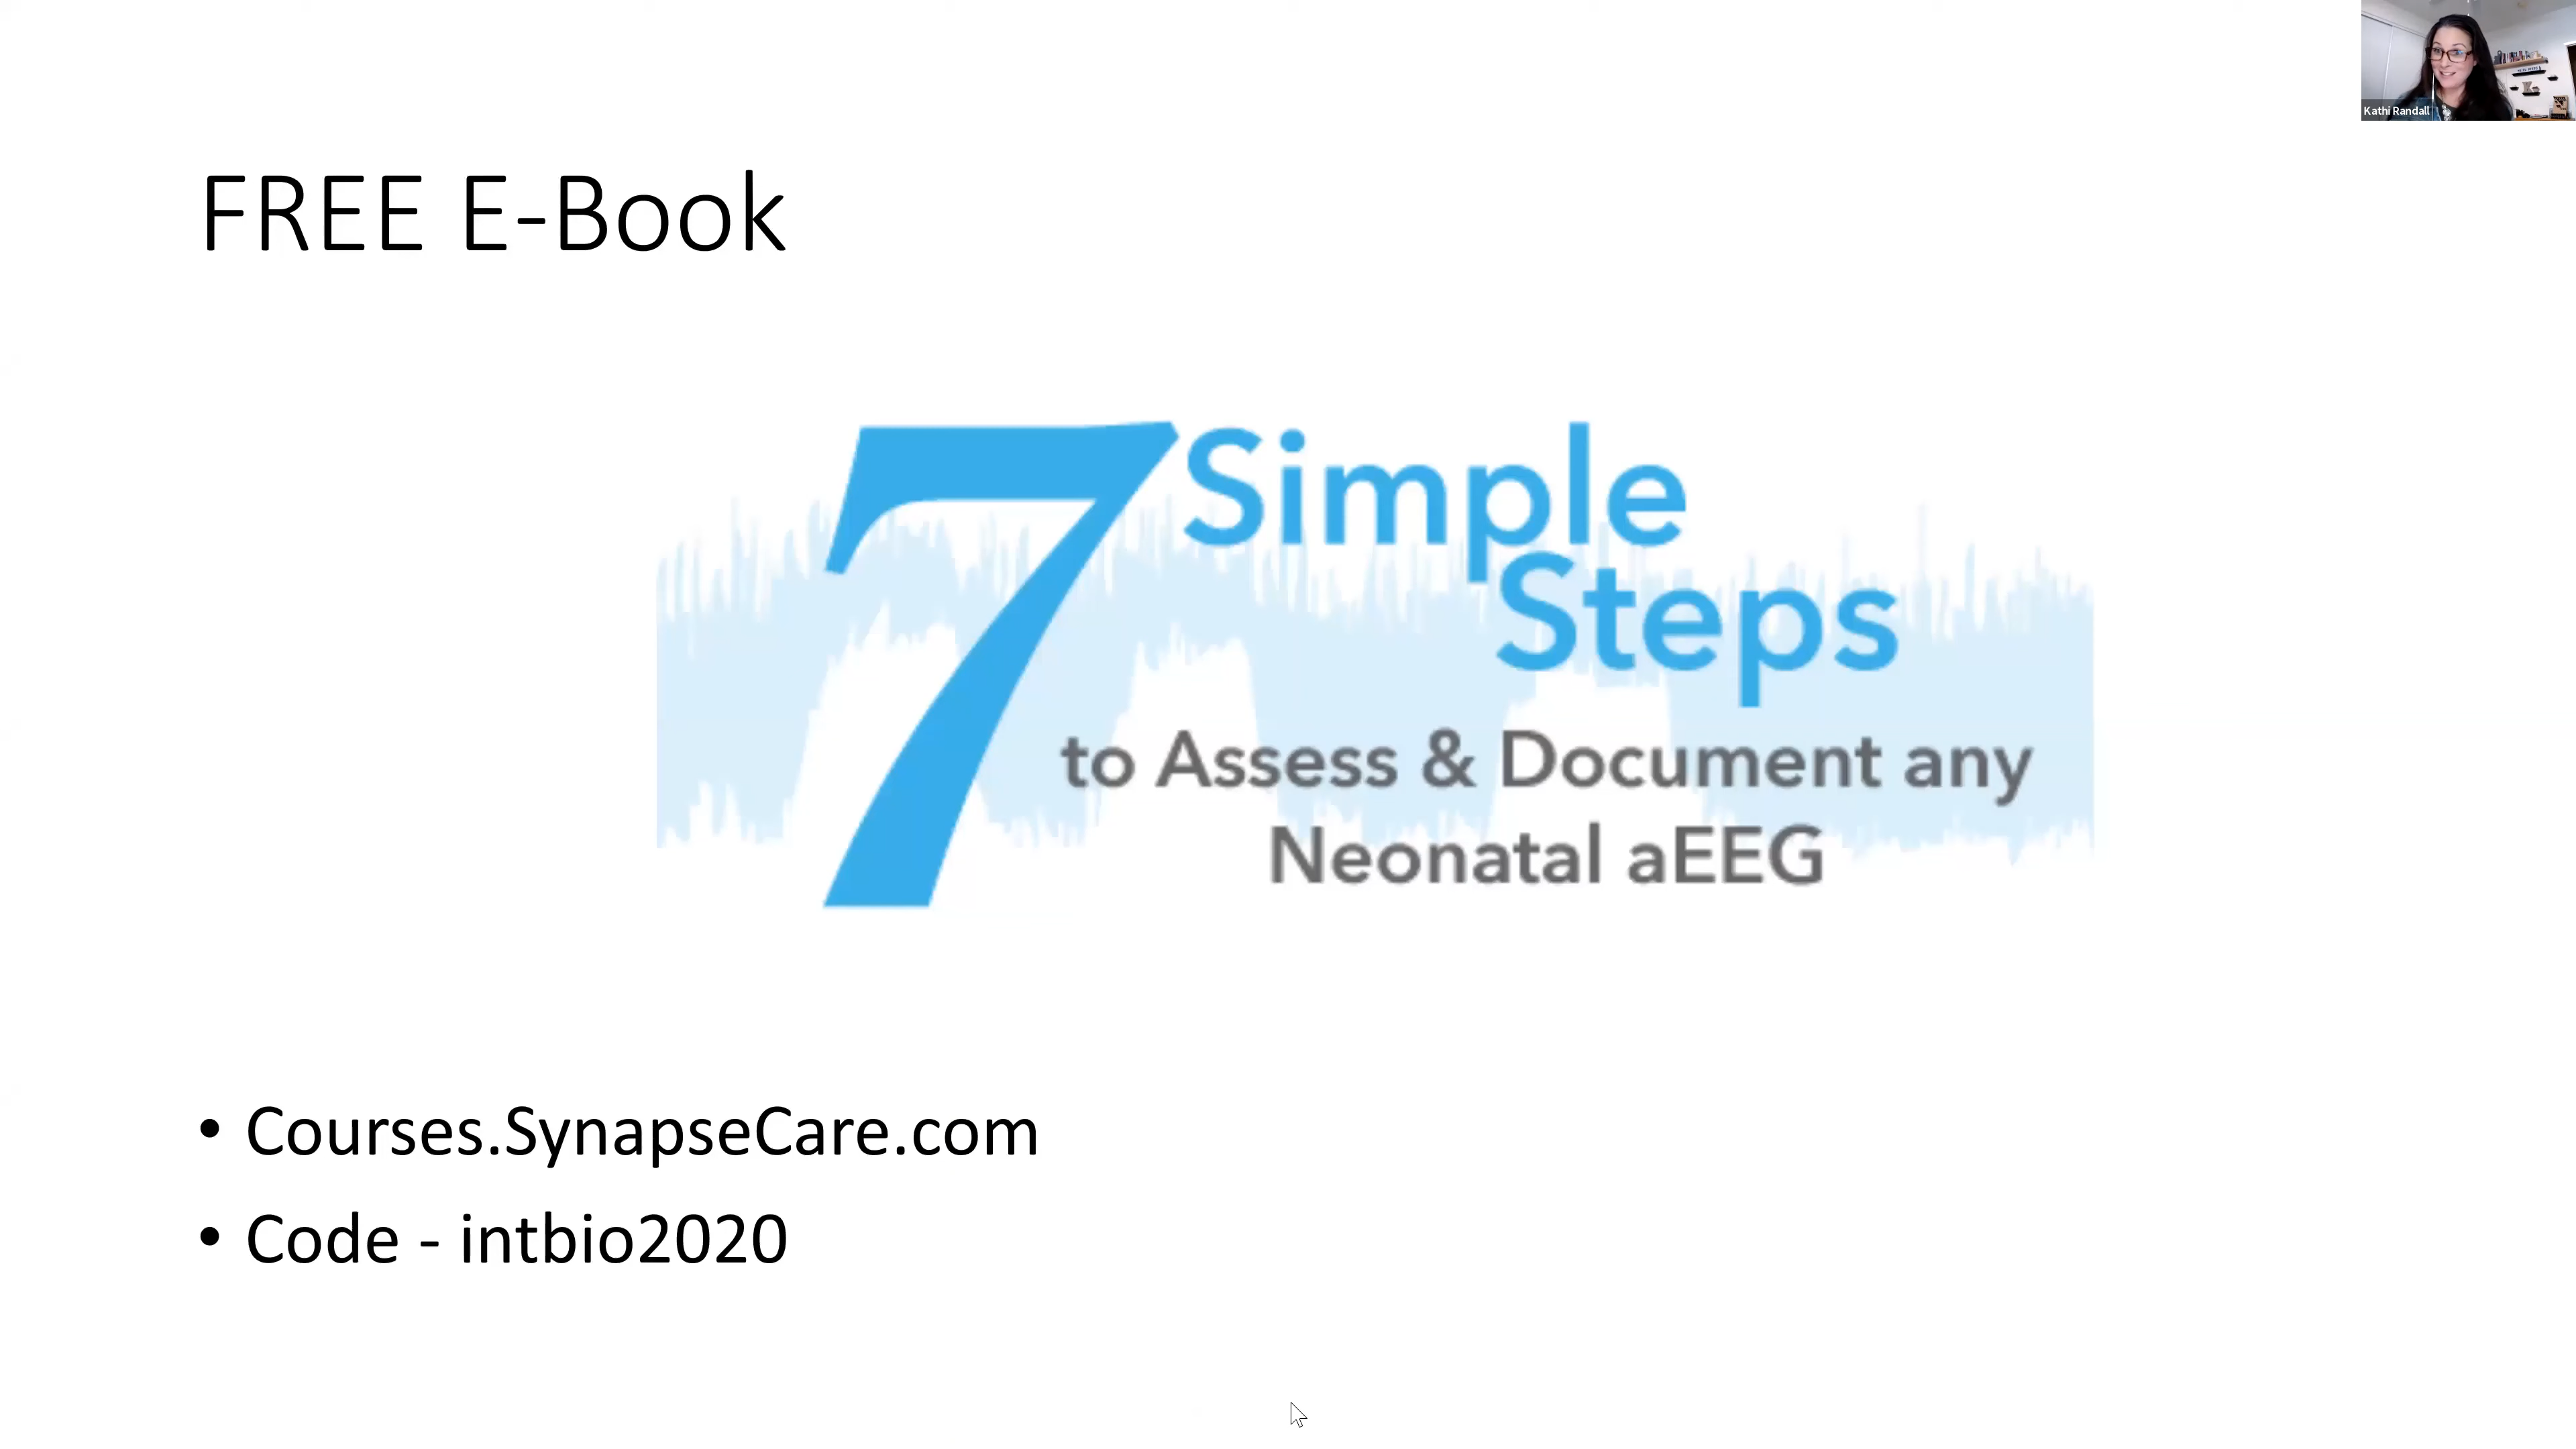 Kathi Randall
FREE E-Book
7 Simple
Steps
to Assess & Document any
Neonatal aEEG
• Courses.SynapseCare.com
• Code - intbio2020